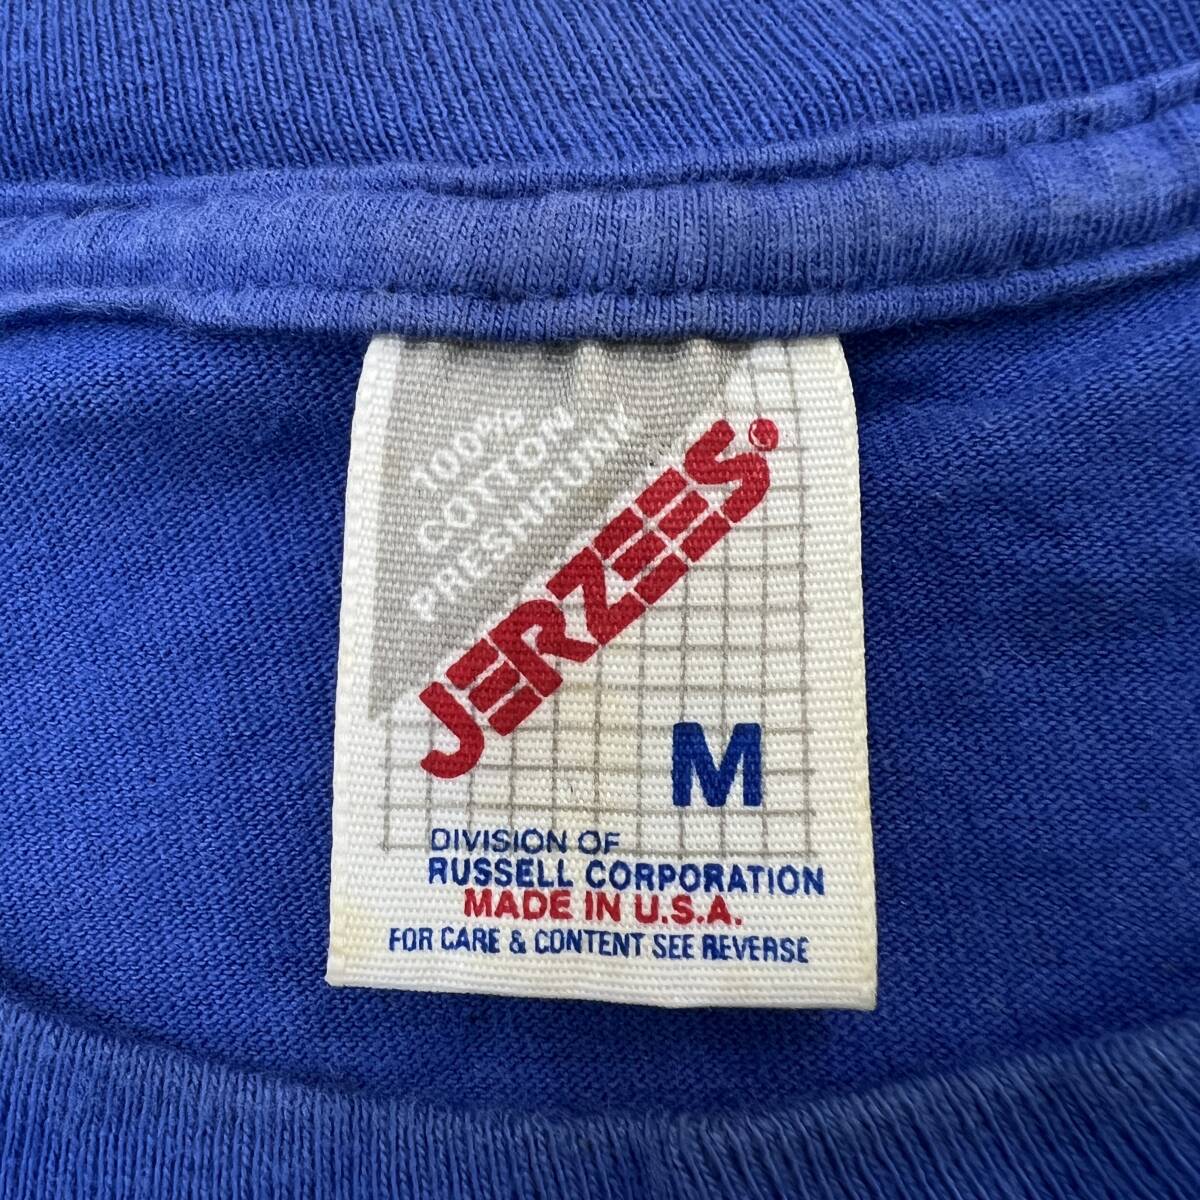 100%
COTTON
PRESHRUNK
JERZEES®
M
DIVISION OF
RUSSELL CORPORATION
MADE IN U.S.A.
FOR CARE & CONTENT SEE REVERSE